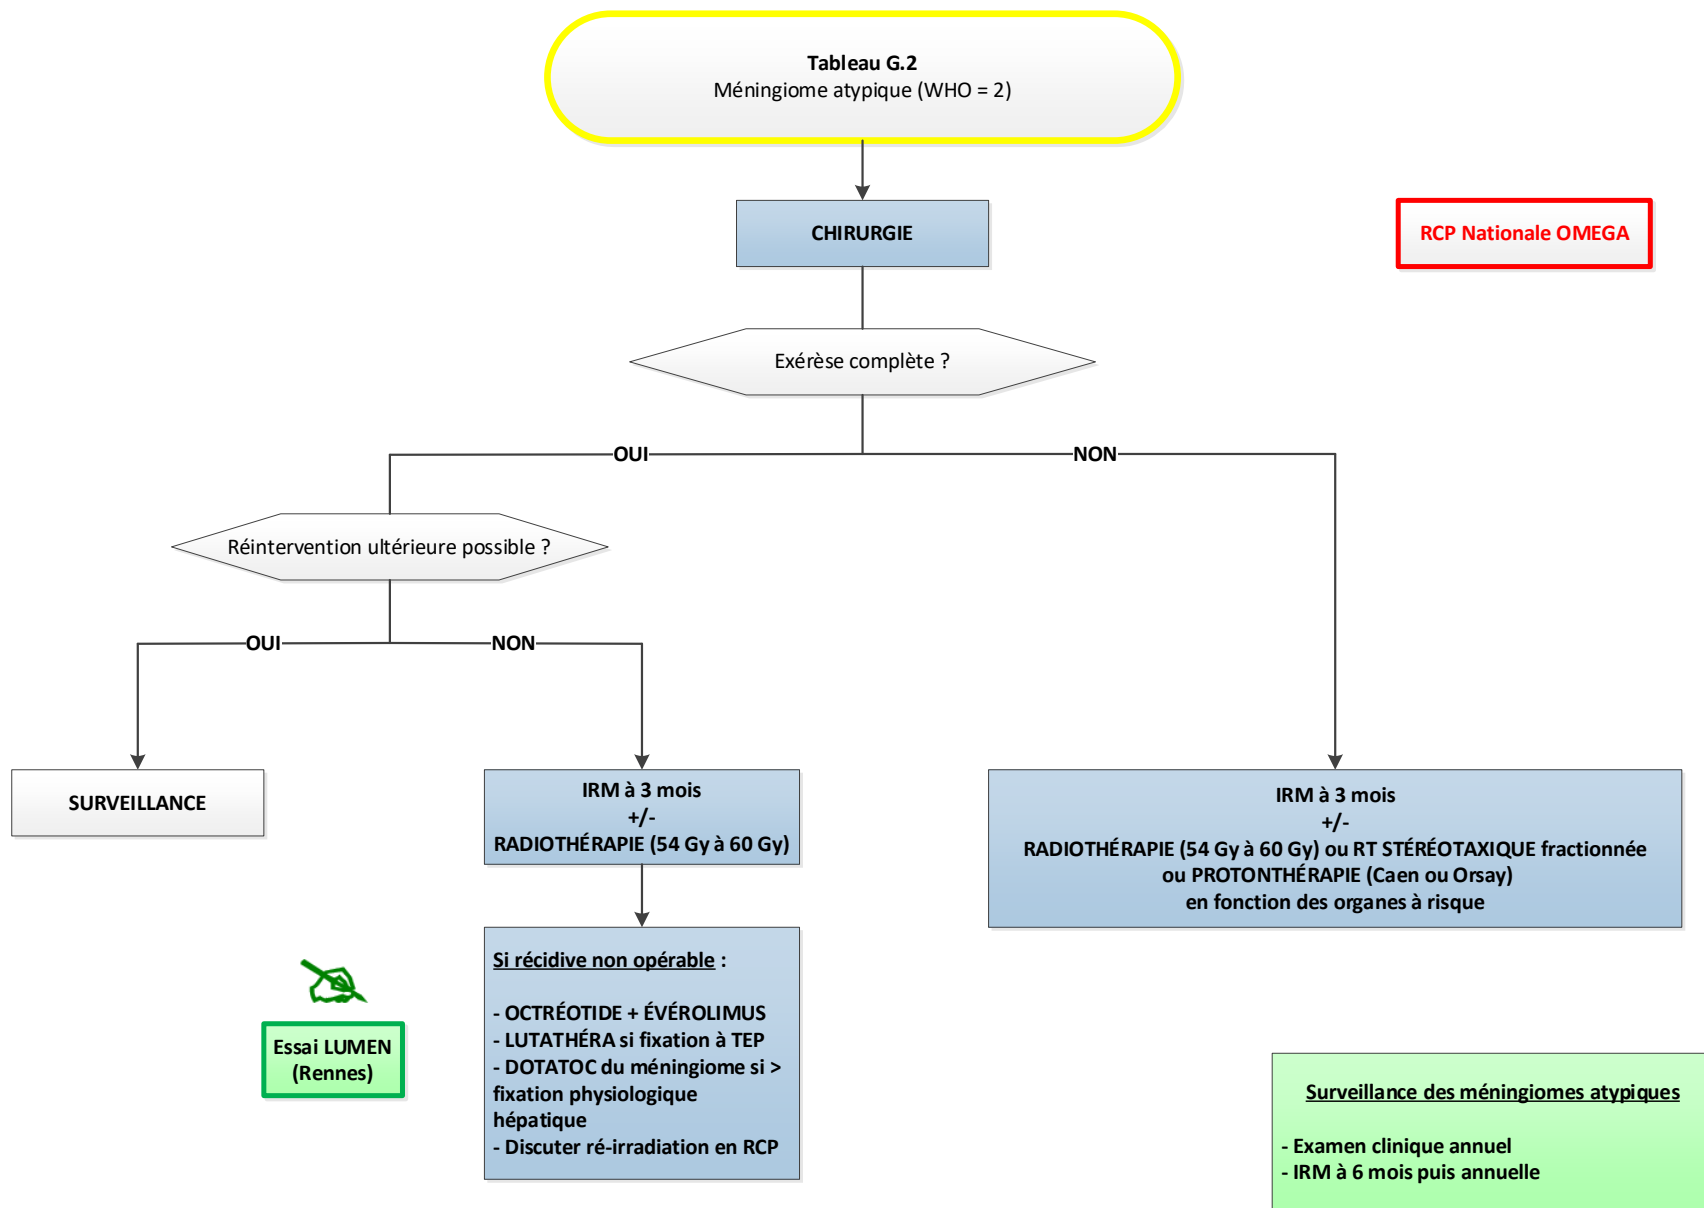 Tableau G.2
Méningiome atypique (WHO = 2)
CHIRURGIE
RCP Nationale OMEGA
Exérèse complète ?
OUI
NON
Réintervention ultérieure possible ?
OUI
NON
SURVEILLANCE
IRM à 3 mois
+/-
RADIOTHÉRAPIE (54 Gy à 60 Gy)
IRM à 3 mois
+/-
RADIOTHÉRAPIE (54 Gy à 60 Gy) ou RT STÉRÉOTAXIQUE fractionnée
ou PROTONTHÉRAPIE (Caen ou Orsay)
en fonction des organes à risque
Si récidive non opérable :
- OCTRÉOTIDE + ÉVÉROLIMUS
- LUTATHÉRA si fixation à TEP
- DOTATOC du méningiome si >
fixation physiologique
hépatique
- Discuter ré-irradiation en RCP
Essai LUMEN
(Rennes)
Surveillance des méningiomes atypiques
- Examen clinique annuel
- IRM à 6 mois puis annuelle